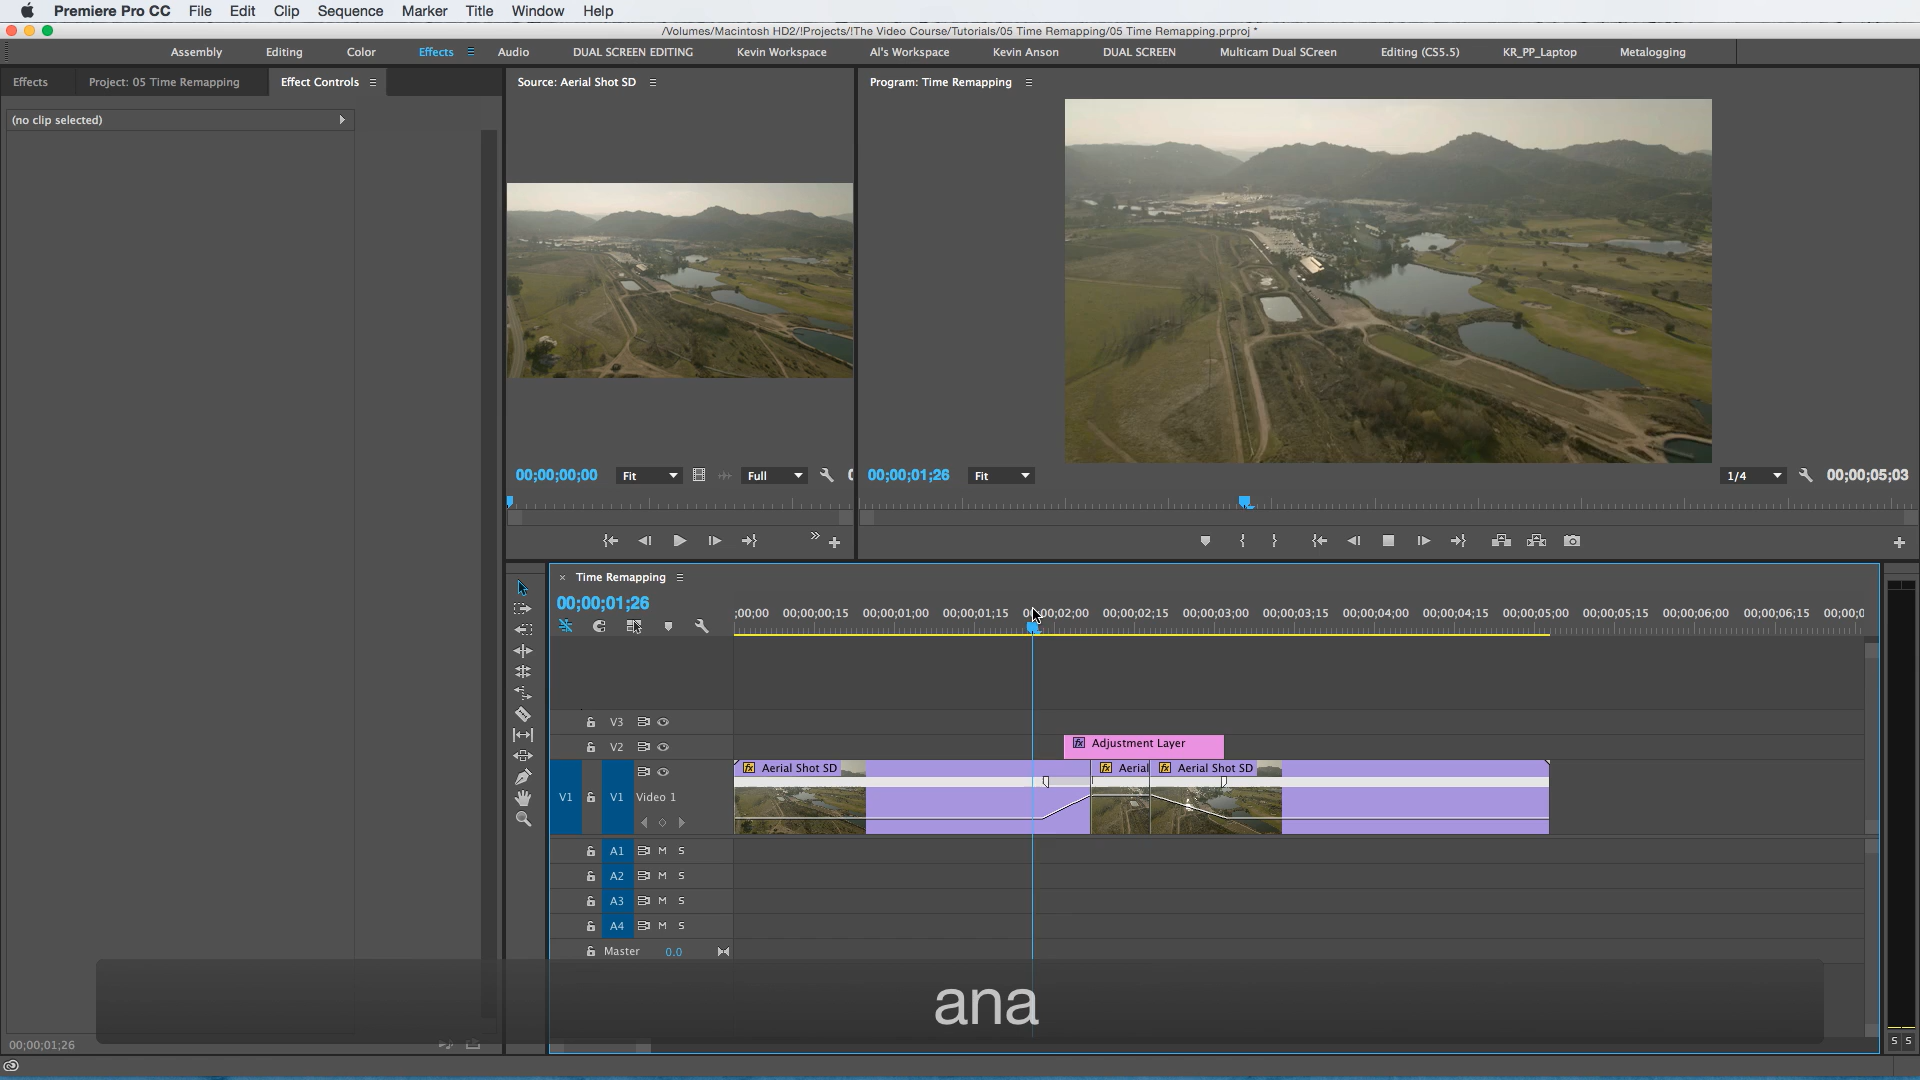 Premiere Pro CC File Edit Clip Sequence Marker Title Window Help
/Volumes/Macintosh HD2/!Projects/!The Video Course/Tutorials/05 Time Remapping/05 Time Remapping.prproj *
Assembly Editing Color Effects Audio DUAL SCREEN EDITING Kevin Workspace Al's Workspace Kevin Anson DUAL SCREEN Multicam Dual SCreen Editing (CS5.5) KR_PP_Laptop Metalogging
Effects Project: 05 Time Remapping Effect Controls Source: Aerial Shot SD Program: Time Remapping
(no clip selected)
00;00;00;00 Fit Full 00;00;01;26 Fit 1/4 00;00;05;03
Time Remapping
00;00;01;26
;00;00 00;00;00;15 00;00;01;00 00;00;01;15 00;00;02;00 00;00;02;15 00;00;03;00 00;00;03;15 00;00;04;00 00;00;04;15 00;00;05;00 00;00;05;15 00;00;06;00 00;00;06;15 00;00;0
V3
V2 fx Adjustment Layer
fx Aerial Shot SD fx Aerial fx Aerial Shot SD
V1 V1 Video 1
A1 M S
A2 M S
A3 M S
A4 M S
Master 0.0
ana
00;00;01;26
S S